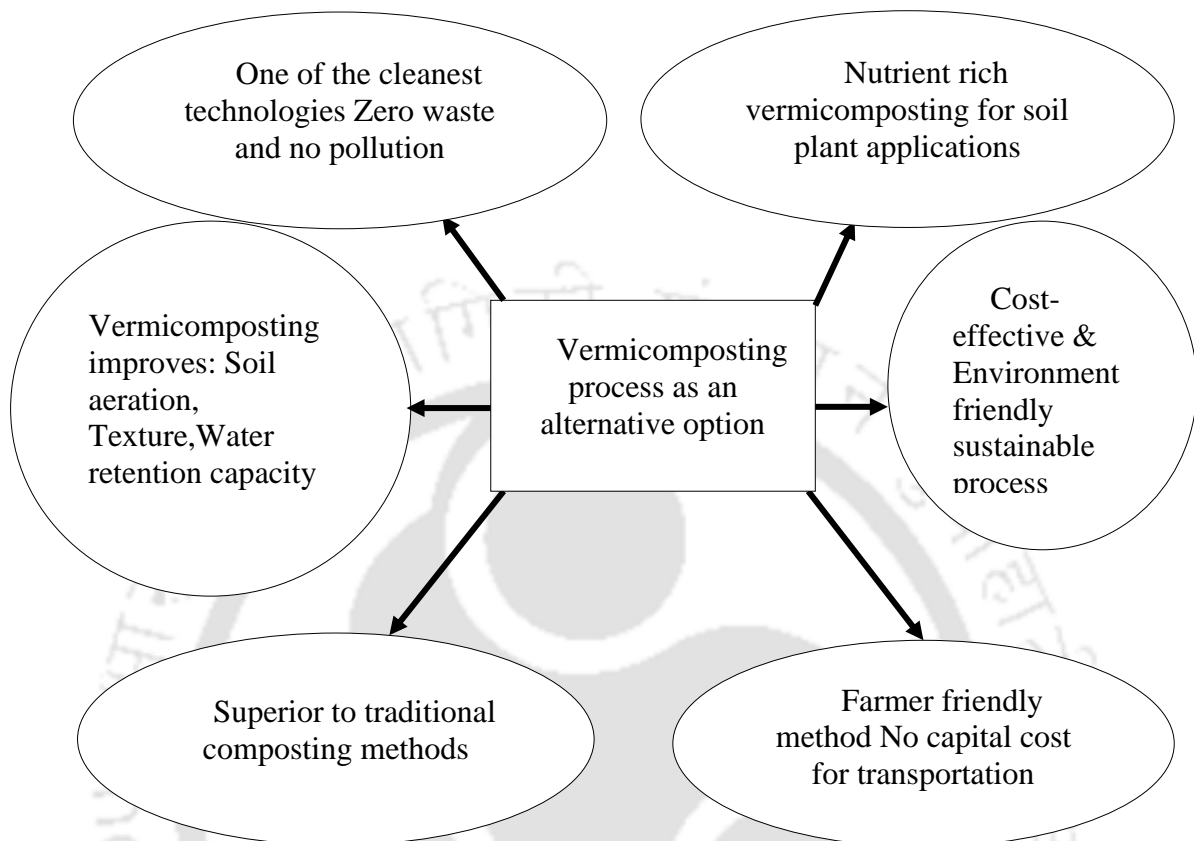 One of the cleanest
technologies Zero waste
and no pollution
Nutrient rich
vermicomposting for soil
plant applications
Vermicomposting
improves: Soil
aeration,
Texture,Water
retention capacity
Vermicomposting
process as an
alternative option
Cost-
effective &
Environment
friendly
sustainable
process
Superior to traditional
composting methods
Farmer friendly
method No capital cost
for transportation